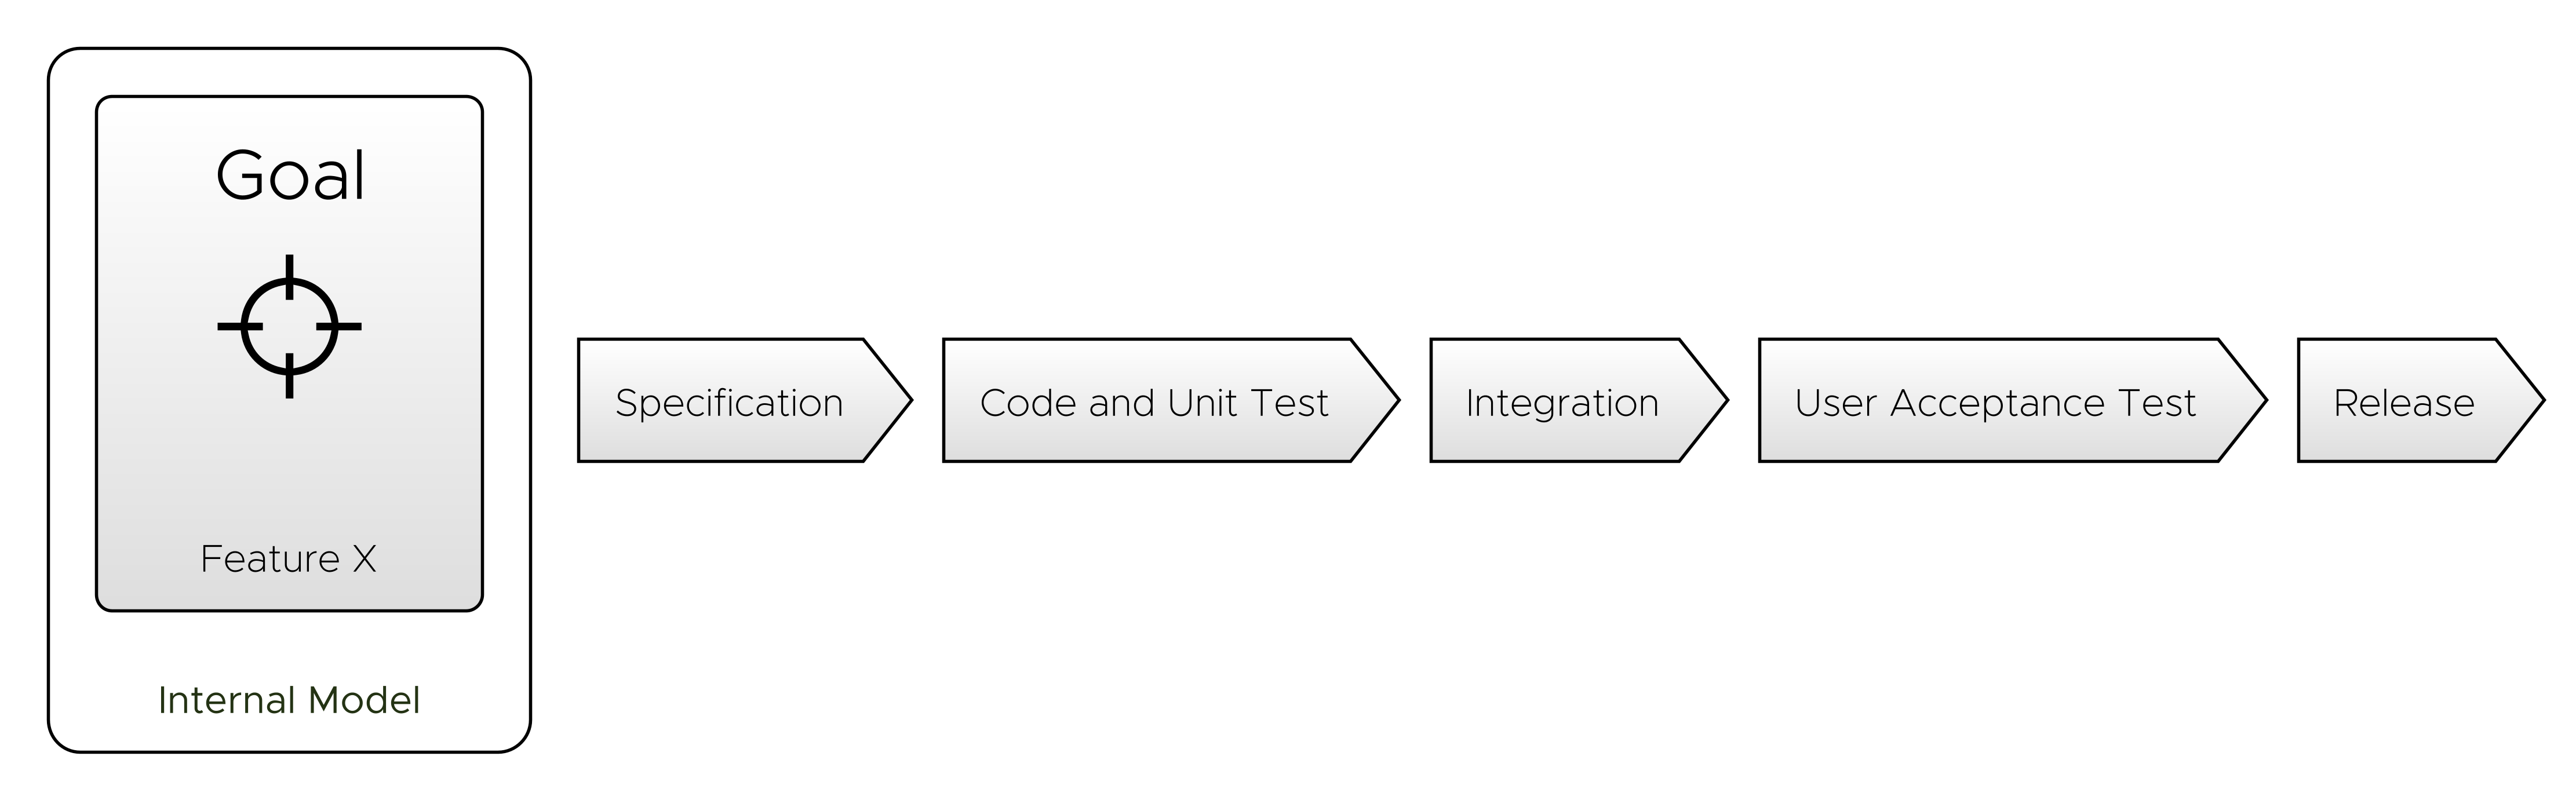 Goal
Feature X
Internal Model
Specification
Code and Unit Test
Integration
User Acceptance Test
Release